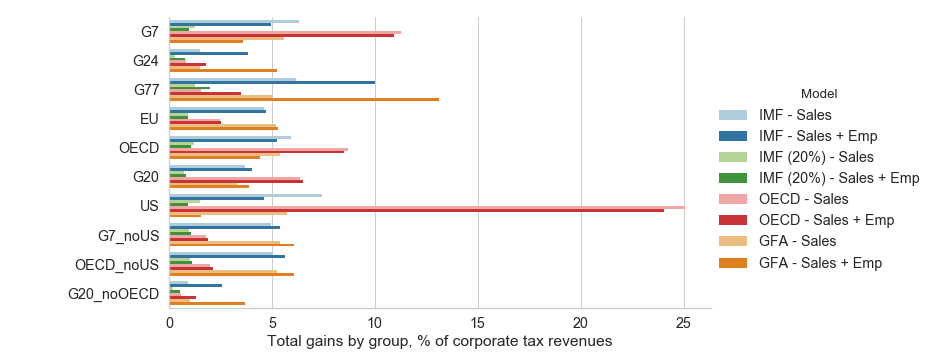 G7
G24
G77
EU
OECD
G20
US
G7_noUS
OECD_noUS
G20_noOECD
0 5 10 15 20 25
Total gains by group, % of corporate tax revenues
Model
IMF - Sales
IMF - Sales + Emp
IMF (20%) - Sales
IMF (20%) - Sales + Emp
OECD - Sales
OECD - Sales + Emp
GFA - Sales
GFA - Sales + Emp